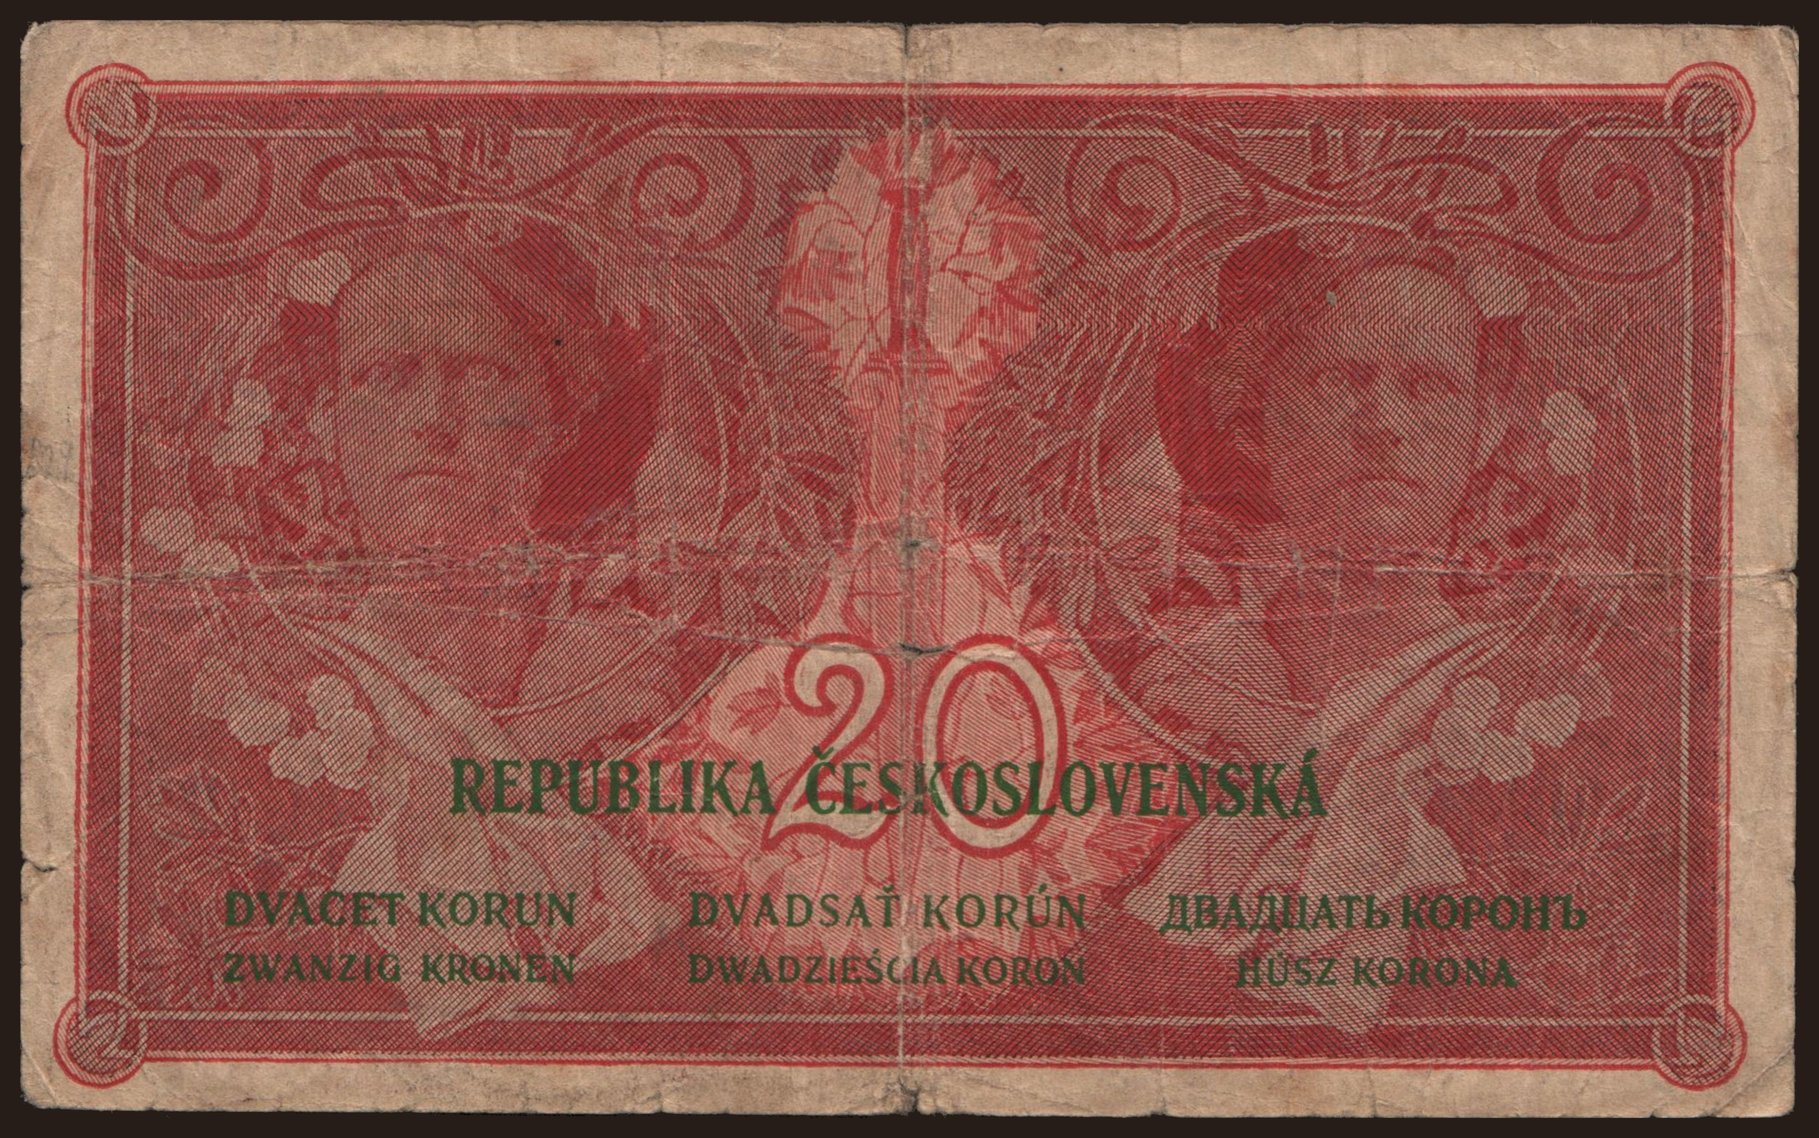 20
REPUBLIKA ČESKOSLOVENSKÁ
DVACET KORUN DVADSAŤ KORÚN ДВАДЦАТЬ КОРОНЪ
ZWANZIG KRONEN DWADZIEŚCIA KORON HÚSZ KORONA